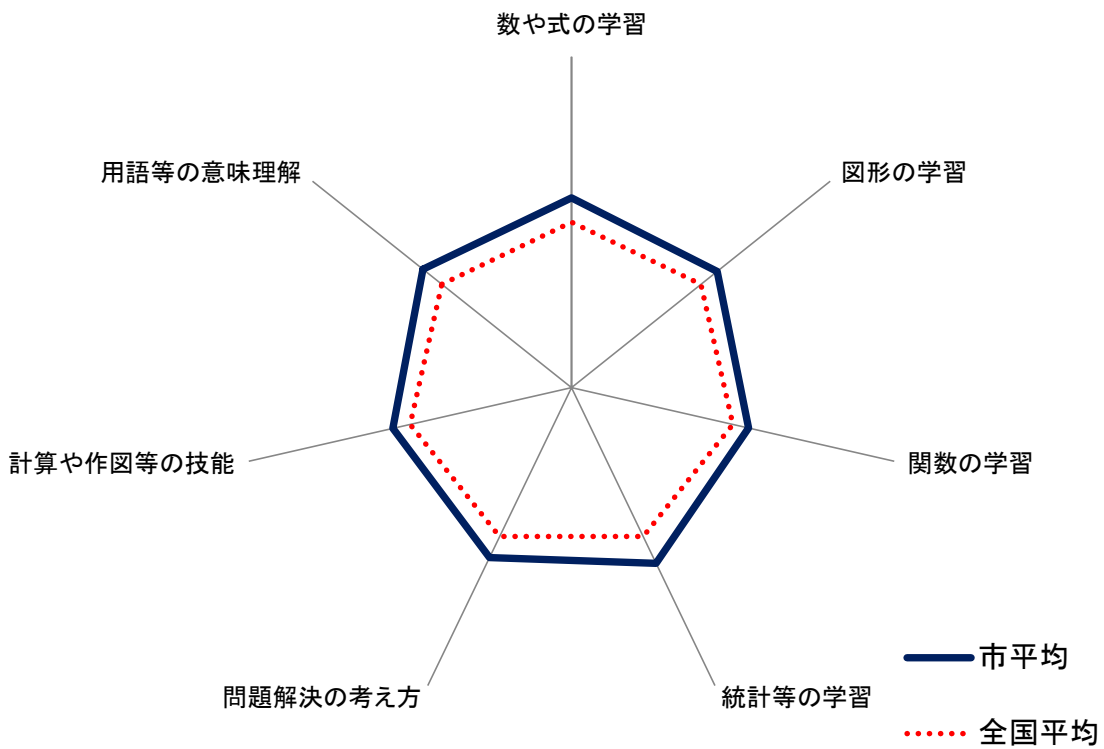 数や式の学習
用語等の意味理解
図形の学習
計算や作図等の技能
関数の学習
問題解決の考え方
統計等の学習
市平均
全国平均